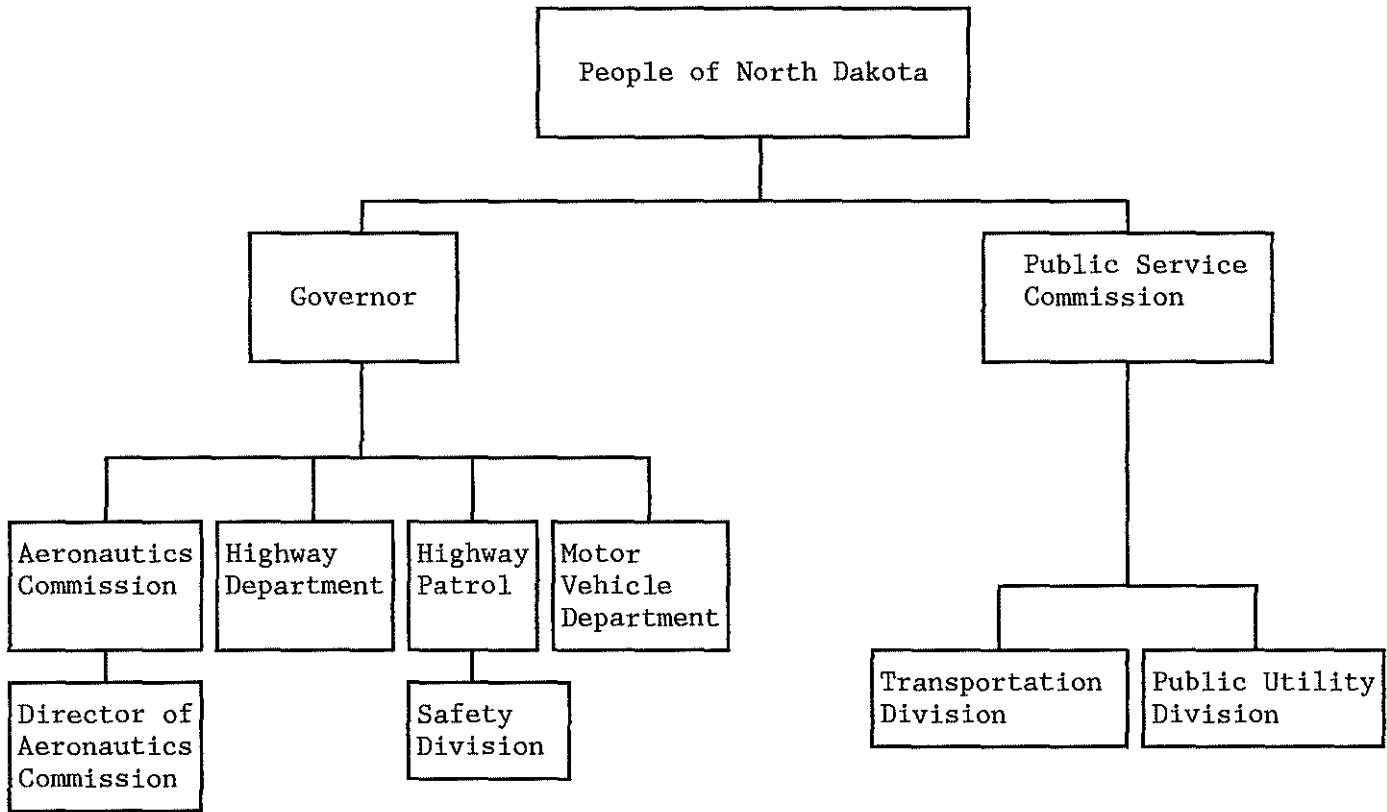 People of North Dakota
Governor
Public Service
Commission
Aeronautics
Commission
Highway
Department
Highway
Patrol
Motor
Vehicle
Department
Director of
Aeronautics
Commission
Safety
Division
Transportation
Division
Public Utility
Division